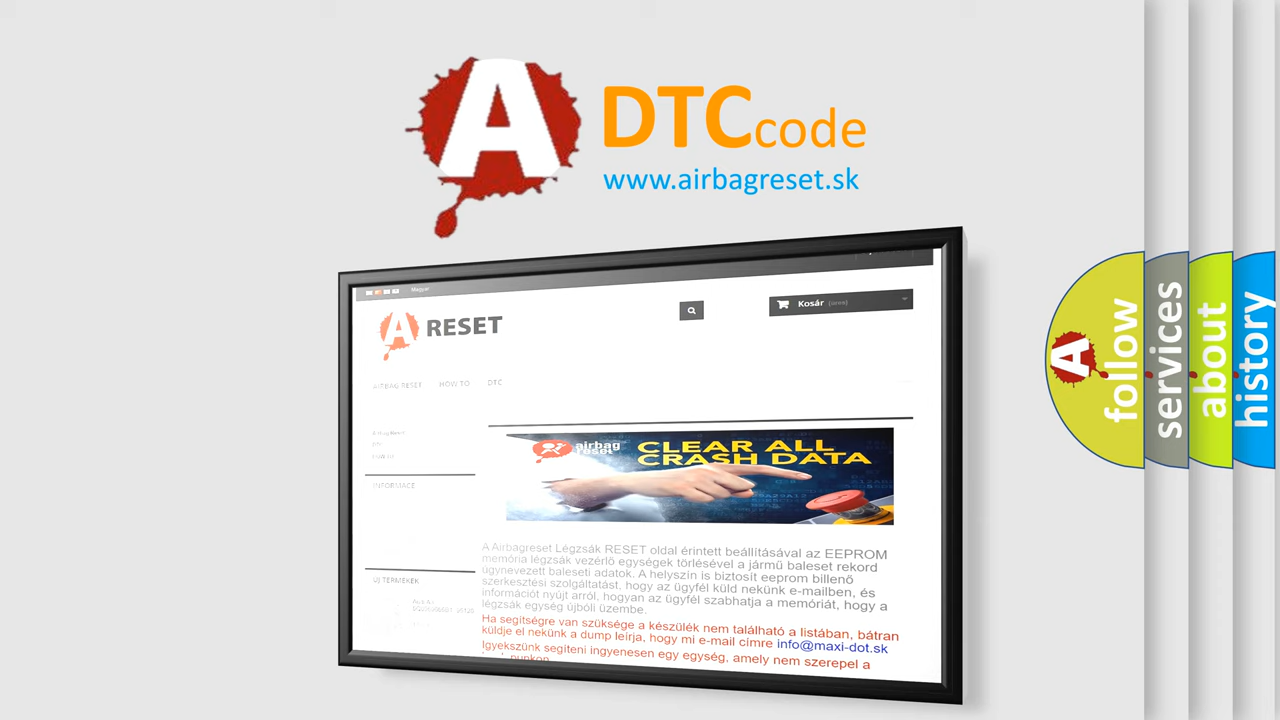 A
DTCcode
www.airbagreset.sk
Magyar
A RESET
Kosár (üres)
AIRBAG RESET HOW TO DTC
Airbag Reset
DTC
INFORMACE
ÚJ TERMÉKEK
airbag
reset
CLEAR ALL
CRASH DATA
A Airbagreset Légzsák RESET oldal érintett beállításával az EEPROM
memória légzsák vezérlő egységek törlésével a jármű baleset rekord
úgynevezett baleseti adatok. A helyszín is biztosít eeprom billenő
szerkesztési szolgáltatást, hogy az ügyfél küld nekünk e-mailben, és
információt nyújt arról, hogyan az ügyfél szabhatja a memóriát, hogy a
légzsák egység újbóli üzembe.
Ha segítségre van szüksége a készülék nem található a listában, bátran
küldje el nekünk a dump leírja, hogy mi e-mail címre info@maxi-dot.sk
Igyekszünk segíteni ingyenesen egy egység, amely nem szerepel a
A
follow
services
about
history